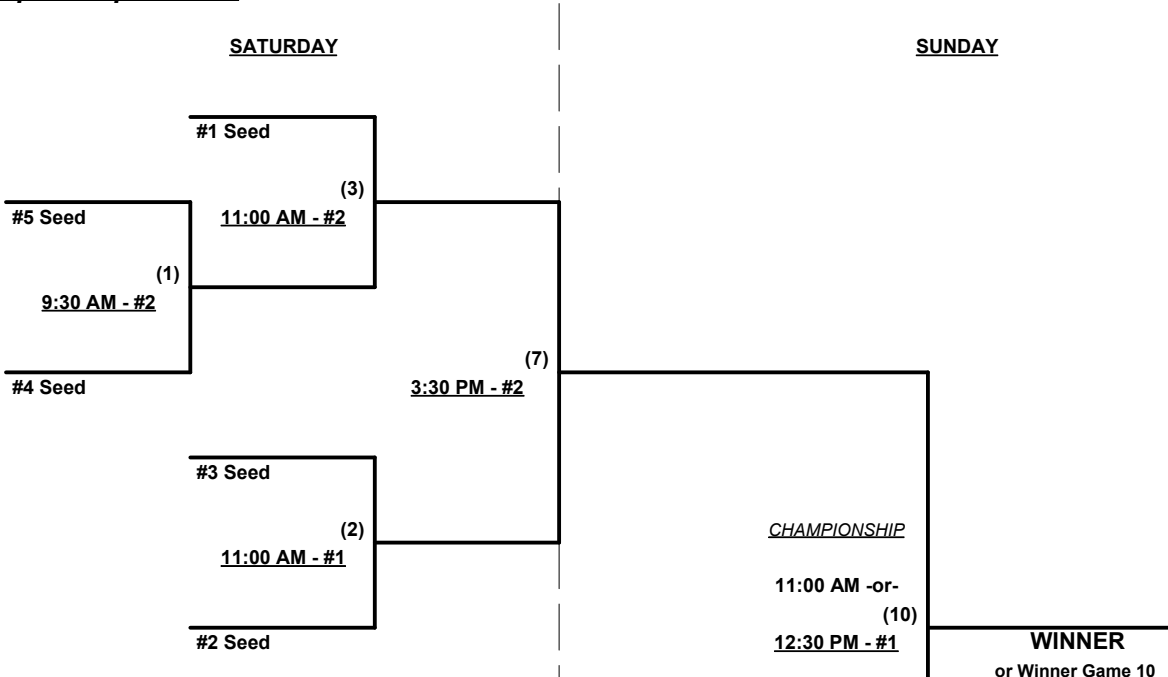 SATURDAY
SUNDAY
#1 Seed
(3)
11:00 AM - #2
#5 Seed
(1)
9:30 AM - #2
#4 Seed
(7)
3:30 PM - #2
#3 Seed
(2)
11:00 AM - #1
#2 Seed
CHAMPIONSHIP
11:00 AM -or-
(10)
12:30 PM - #1
WINNER
or Winner Game 10